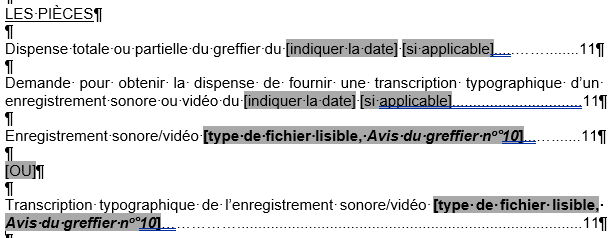 LES PIÈCES¶
¶
Dispense totale ou partielle du greffier du [indiquer la date] [si applicable]..............11¶
¶
Demande pour obtenir la dispense de fournir une transcription typographique d’un
enregistrement sonore ou vidéo du [indiquer la date] [si applicable]..............................11¶
¶
Enregistrement sonore/vidéo [type de fichier lisible, Avis du greffier nº°10]..............11¶
¶
[OU]¶
¶
Transcription typographique de l’enregistrement sonore/vidéo [type de fichier lisible,
Avis du greffier nº°10]..............................................................11¶
¶